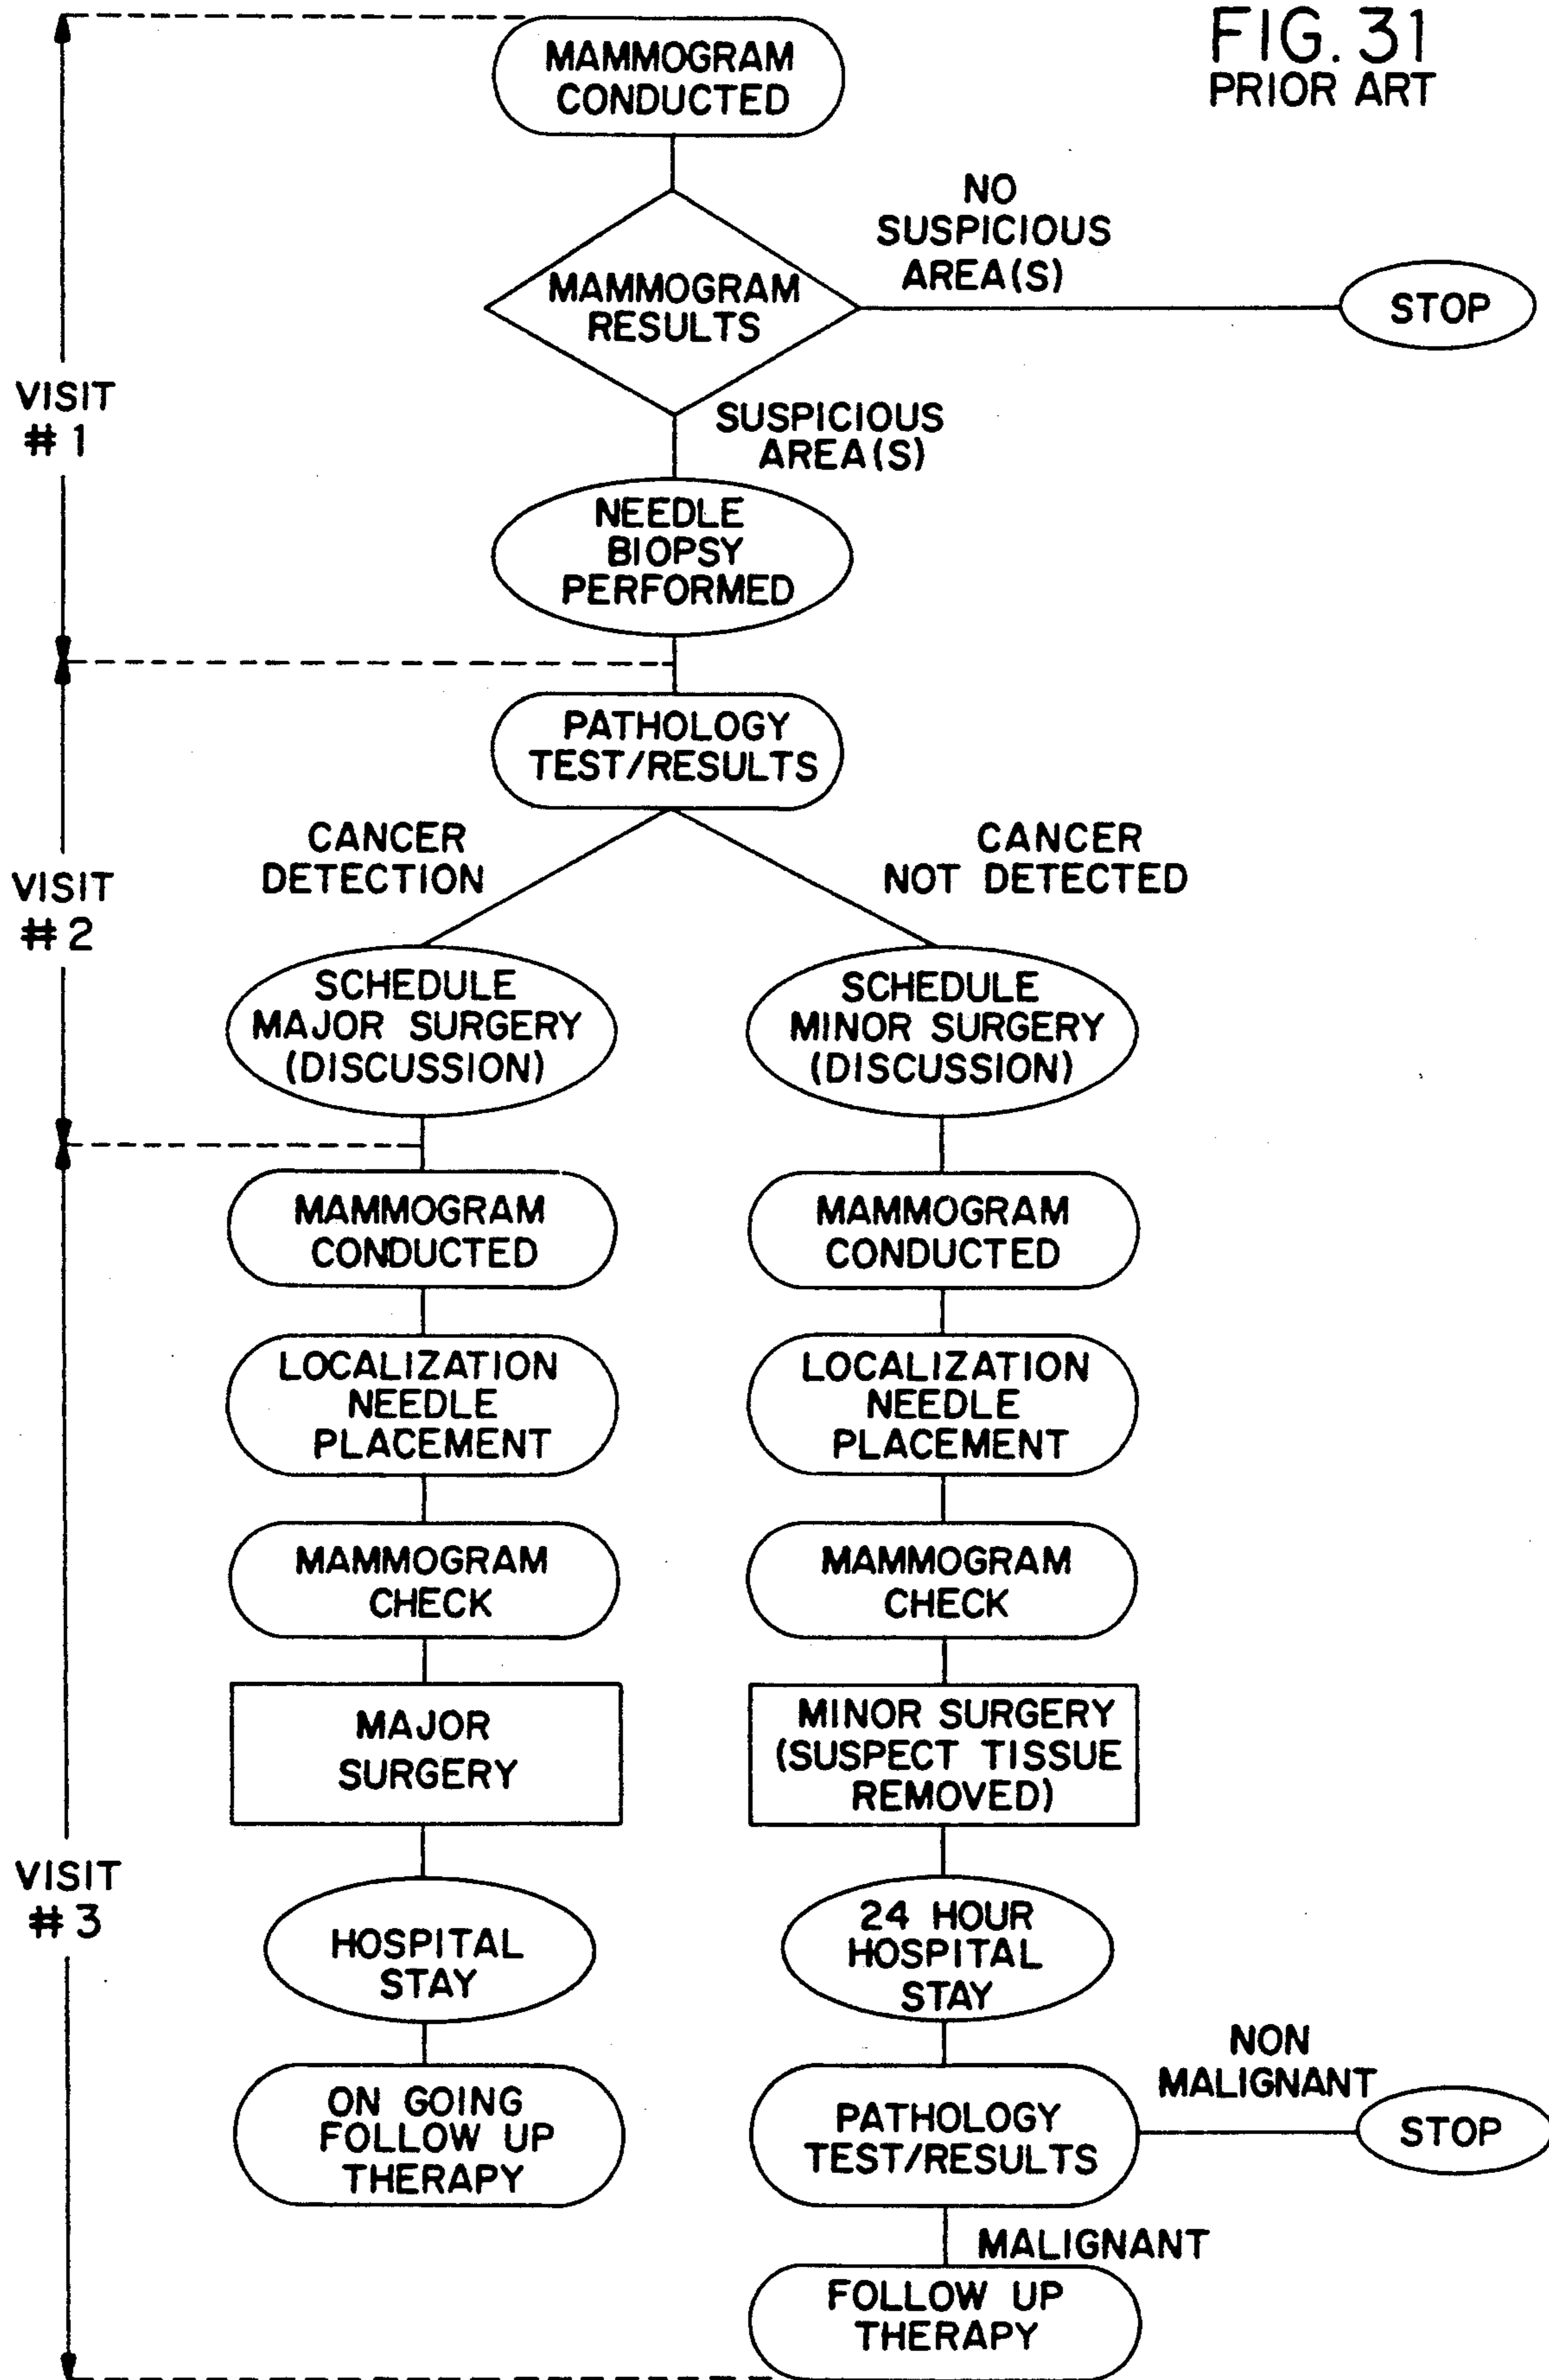 FIG. 31
PRIOR ART
MAMMOGRAM
CONDUCTED
NO
SUSPICIOUS
AREA(S)
MAMMOGRAM
RESULTS
STOP
VISIT
# 1
SUSPICIOUS
AREA(S)
NEEDLE
BIOPSY
PERFORMED
PATHOLOGY
TEST/RESULTS
CANCER
DETECTION
CANCER
NOT DETECTED
VISIT
# 2
SCHEDULE
MAJOR SURGERY
(DISCUSSION)
SCHEDULE
MINOR SURGERY
(DISCUSSION)
MAMMOGRAM
CONDUCTED
MAMMOGRAM
CONDUCTED
LOCALIZATION
NEEDLE
PLACEMENT
LOCALIZATION
NEEDLE
PLACEMENT
MAMMOGRAM
CHECK
MAMMOGRAM
CHECK
MAJOR
SURGERY
MINOR SURGERY
(SUSPECT TISSUE
REMOVED)
VISIT
# 3
HOSPITAL
STAY
24 HOUR
HOSPITAL
STAY
ON GOING
FOLLOW UP
THERAPY
PATHOLOGY
TEST/RESULTS
NON
MALIGNANT
STOP
MALIGNANT
FOLLOW UP
THERAPY